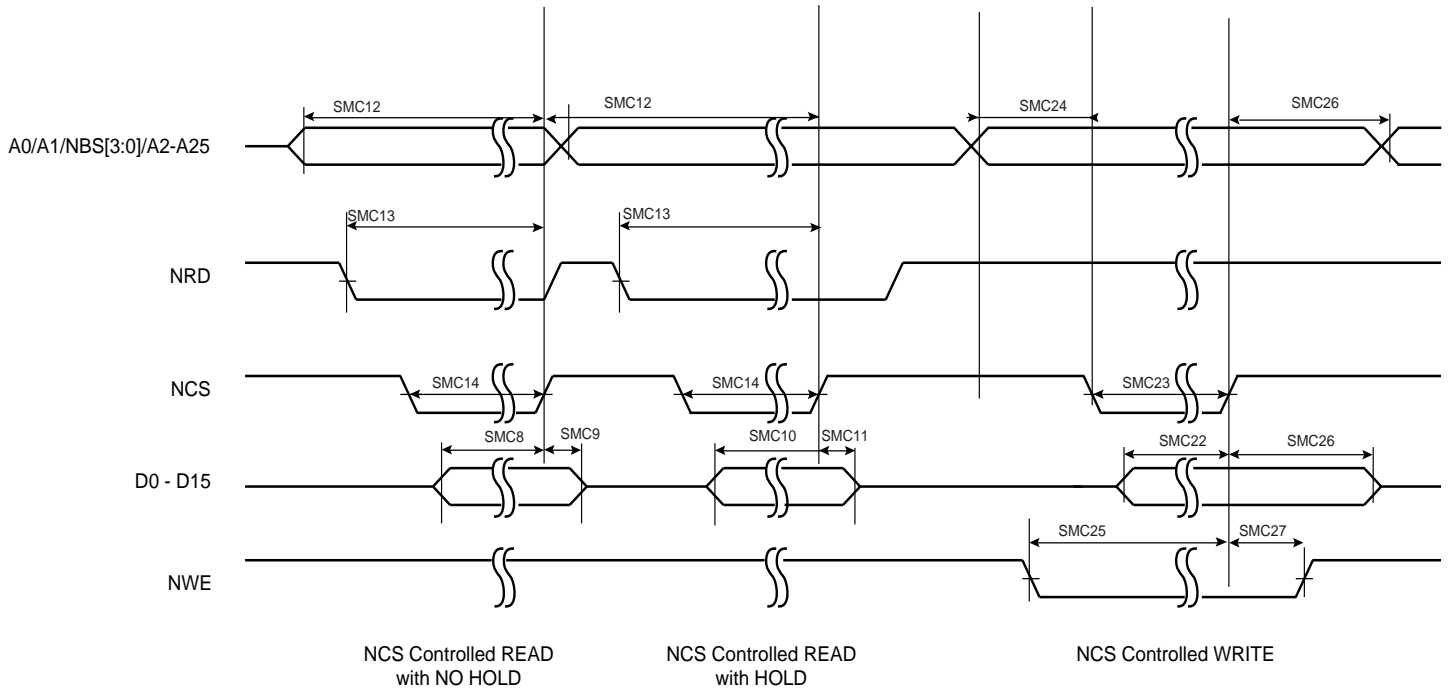 SMC12
SMC12
SMC24
SMC26
A0/A1/NBS[3:0]/A2-A25
SMC13
SMC13
NRD
NCS
SMC14
SMC14
SMC23
SMC8
SMC9
SMC10
SMC11
SMC22
SMC26
D0 - D15
SMC25
SMC27
NWE
NCS Controlled READ
with NO HOLD
NCS Controlled READ
with HOLD
NCS Controlled WRITE